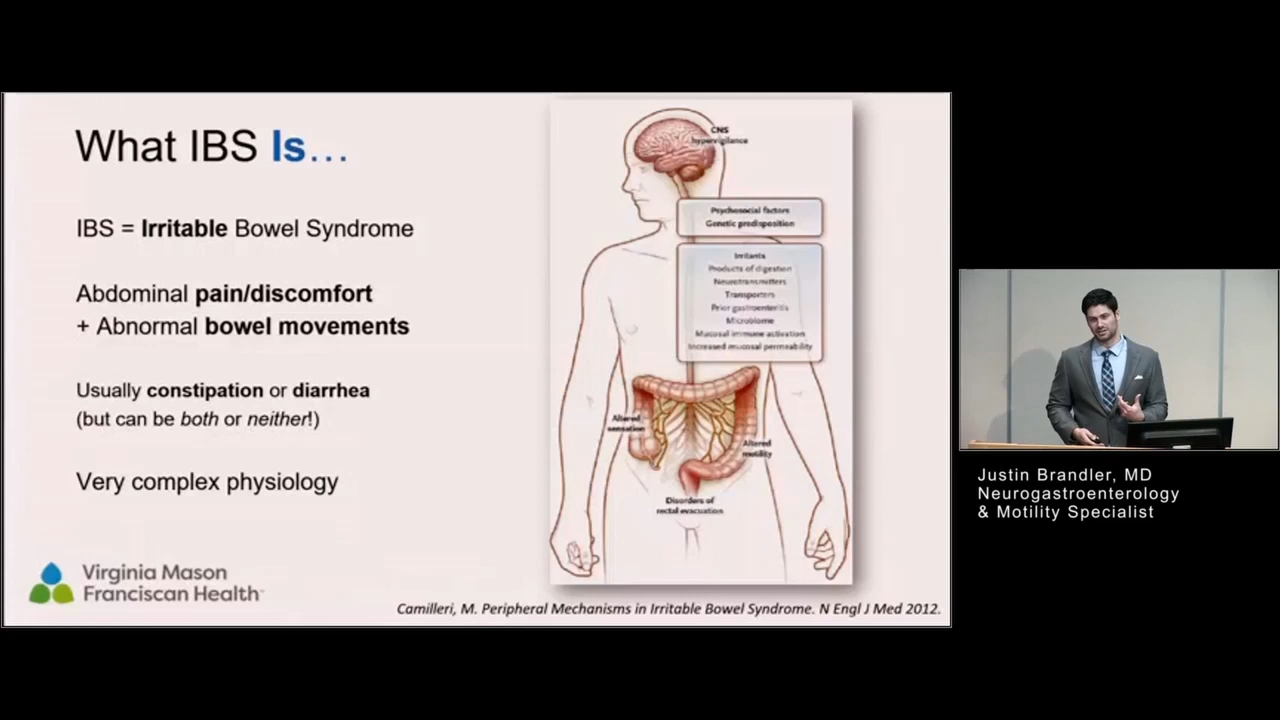 What IBS Is...
IBS = Irritable Bowel Syndrome
Abdominal pain/discomfort
+ Abnormal bowel movements
Usually constipation or diarrhea
(but can be both or neither!)
Very complex physiology
Virginia Mason
Franciscan Health
CNS
hypervigilance
Psychosocial factors
Genetic predisposition
Irritants
Products of digestion
Neurotransmitters
Transporters
Prior gastroenteritis
Microbiome
Mucosal immune activation
Increased mucosal permeability
Altered
sensation
Altered
motility
Disorders of
rectal evacuation
Camilleri, M. Peripheral Mechanisms in Irritable Bowel Syndrome. N Engl J Med 2012.
Justin Brandler, MD
Neurogastroenterology
& Motility Specialist